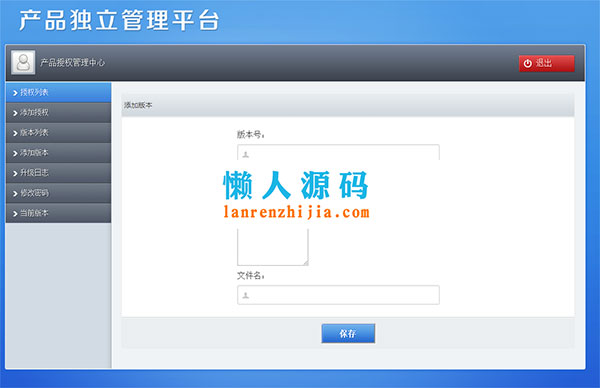 产品独立管理平台
产品授权管理中心
退出
授权列表
添加授权
版本列表
添加版本
升级日志
修改密码
当前版本
添加版本
版本号：
懒人源码
lanrenzhijia.com
文件名：
保存